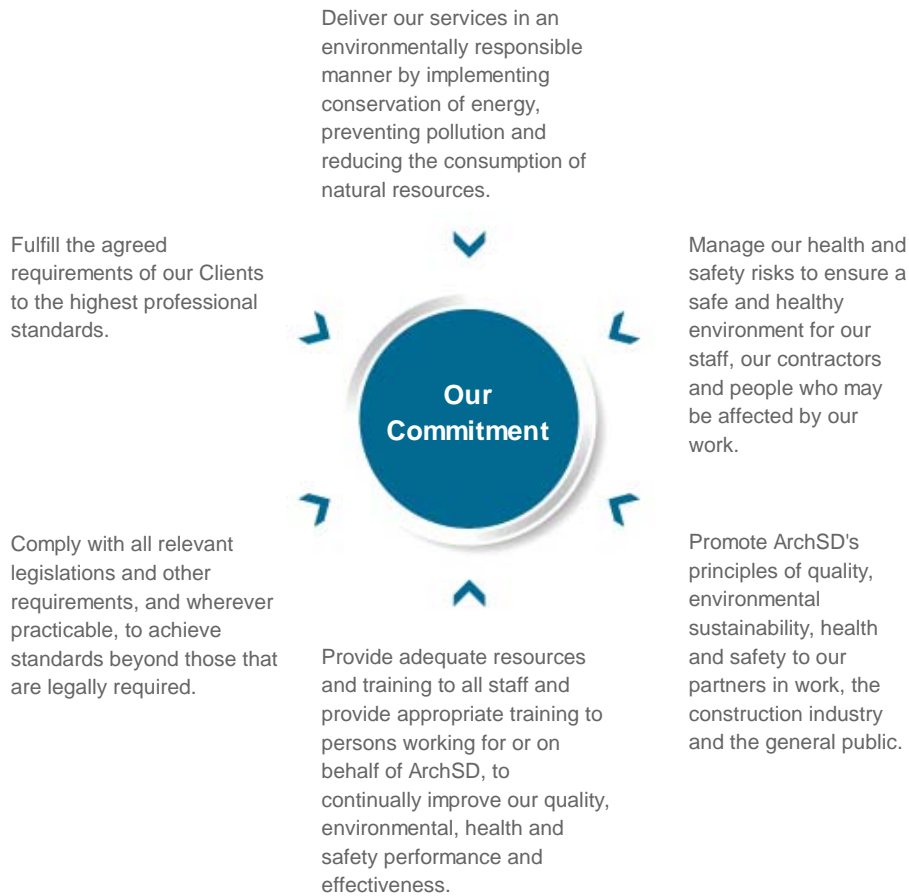 Deliver our services in an
environmentally responsible
manner by implementing
conservation of energy,
preventing pollution and
reducing the consumption of
natural resources.
Fulfill the agreed
requirements of our Clients
to the highest professional
standards.
Manage our health and
safety risks to ensure a
safe and healthy
environment for our
staff, our contractors
and people who may
be affected by our
work.
Our
Commitment
Comply with all relevant
legislations and other
requirements, and wherever
practicable, to achieve
standards beyond those that
are legally required.
Promote ArchSD's
principles of quality,
environmental
sustainability, health
and safety to our
partners in work, the
construction industry
and the general public.
Provide adequate resources
and training to all staff and
provide appropriate training to
persons working for or on
behalf of ArchSD, to
continually improve our quality,
environmental, health and
safety performance and
effectiveness.